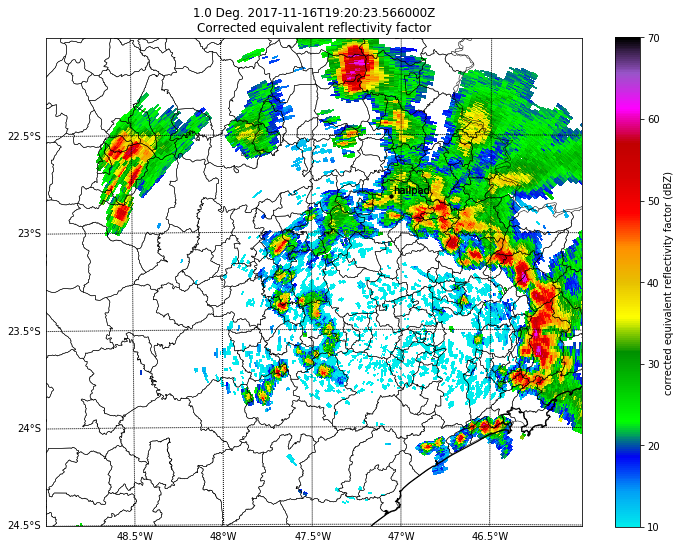 1.0 Deg. 2017-11-16T19:20:23.566000Z
Corrected equivalent reflectivity factor
22.5°S
23°S
23.5°S
24°S
24.5°S
48.5°W
48°W
47.5°W
47°W
46.5°W
hailpad
70
60
50
40
30
20
10
corrected equivalent reflectivity factor (dBZ)